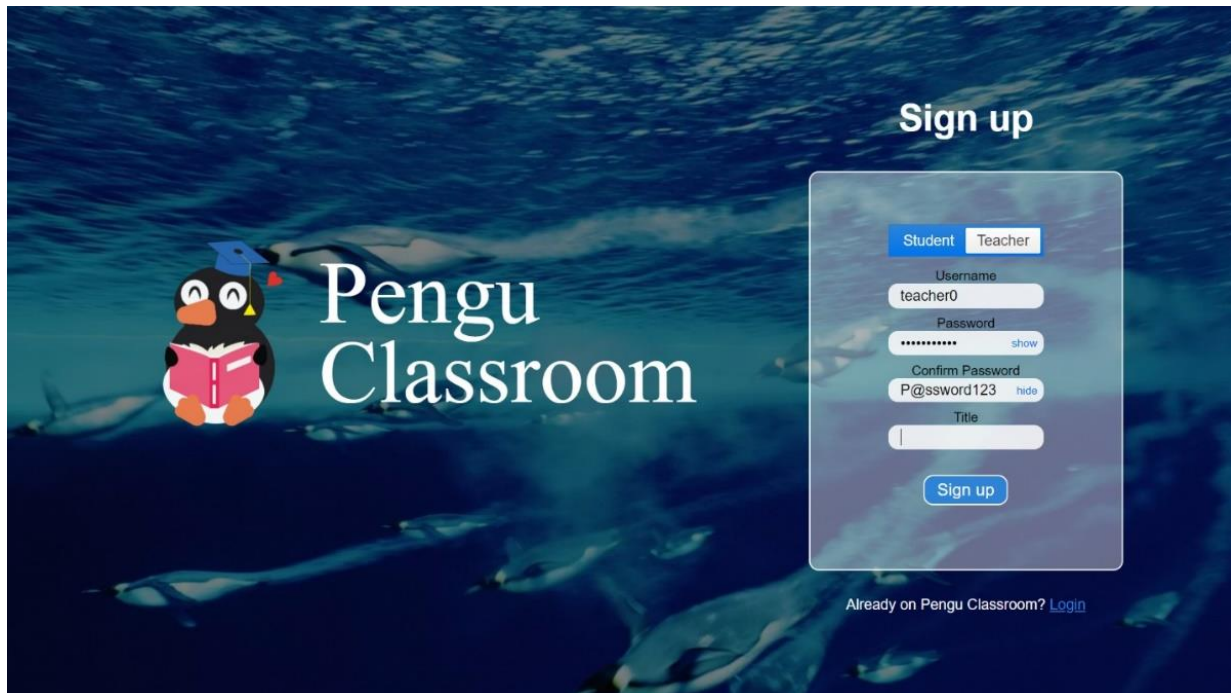 Pengu
Classroom
Sign up
Student Teacher
Username
teacher0
Password
••••••••••• show
Confirm Password
P@ssword123 hide
Title
Sign up
Already on Pengu Classroom? Login